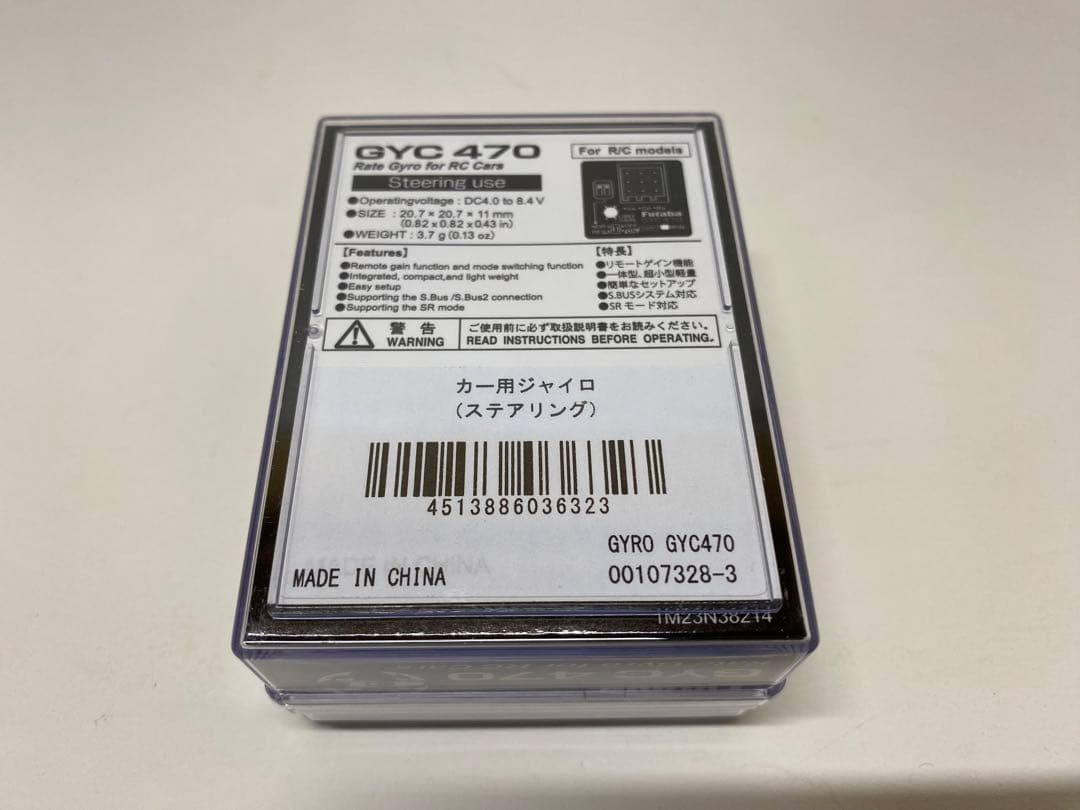 GYC 470
For R/C models
Rate Gyro for RC Cars
Steering use
●Operatingvoltage : DC4.0 to 8.4 V
●SIZE : 20.7 × 20.7 × 11 mm
(0.82 x 0.82 x 0.43 in)
●WEIGHT : 3.7 g (0.13 oz)
Futaba
【Features】
●Remote gain function and mode switching function
●Integrated, compact,and light weight
●Easy setup
●Supporting the S.Bus /S.Bus2 connection
●Supporting the SR mode
【特長】
●リモートゲイン機能
●一体型、超小型軽量
●簡単なセットアップ
●S.BUSシステム対応
●SR モード対応
警 告
WARNING
ご使用前に必ず取扱説明書をお読みください。
READ INSTRUCTIONS BEFORE OPERATING.
カー用ジャイロ
(ステアリング)
4513886036323
GYRO GYC470
MADE IN CHINA
00107328-3
1M23N38214
GYC 470